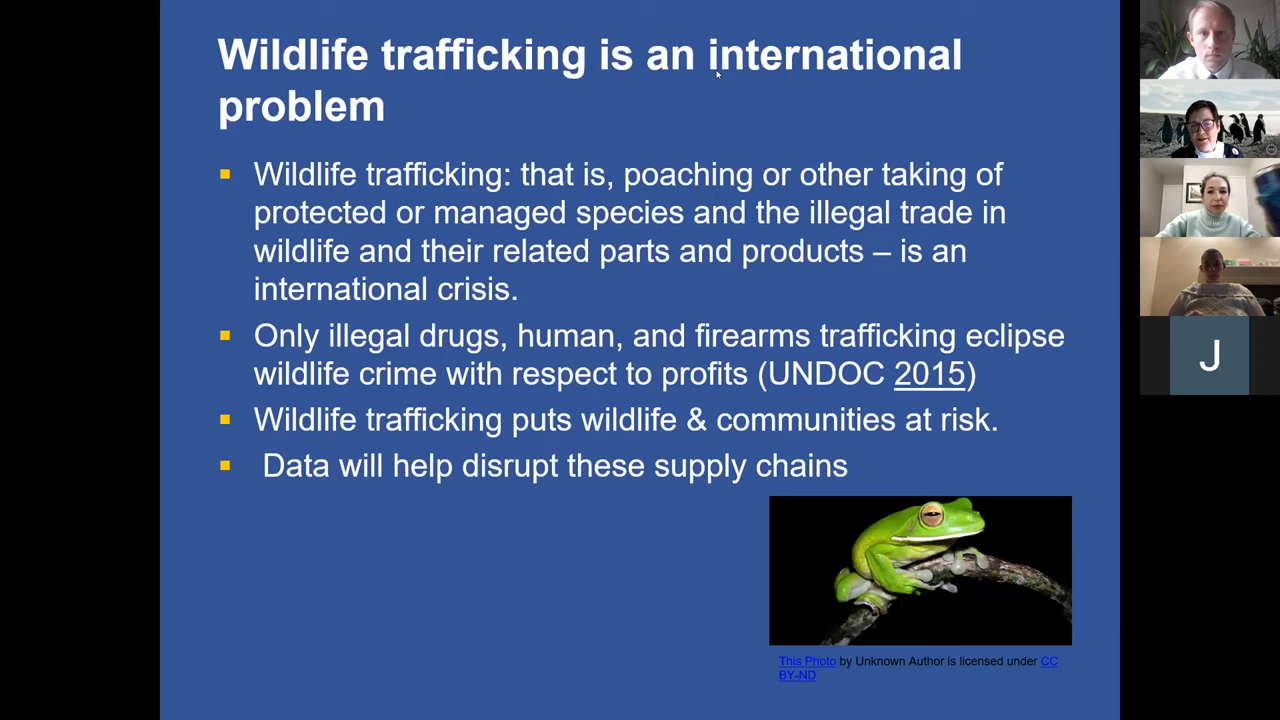 Wildlife trafficking is an international
problem
▪ Wildlife trafficking: that is, poaching or other taking of
protected or managed species and the illegal trade in
wildlife and their related parts and products – is an
international crisis.
▪ Only illegal drugs, human, and firearms trafficking eclipse
wildlife crime with respect to profits (UNDOC 2015)
▪ Wildlife trafficking puts wildlife & communities at risk.
▪ Data will help disrupt these supply chains
This Photo by Unknown Author is licensed under CC
BY-ND
J